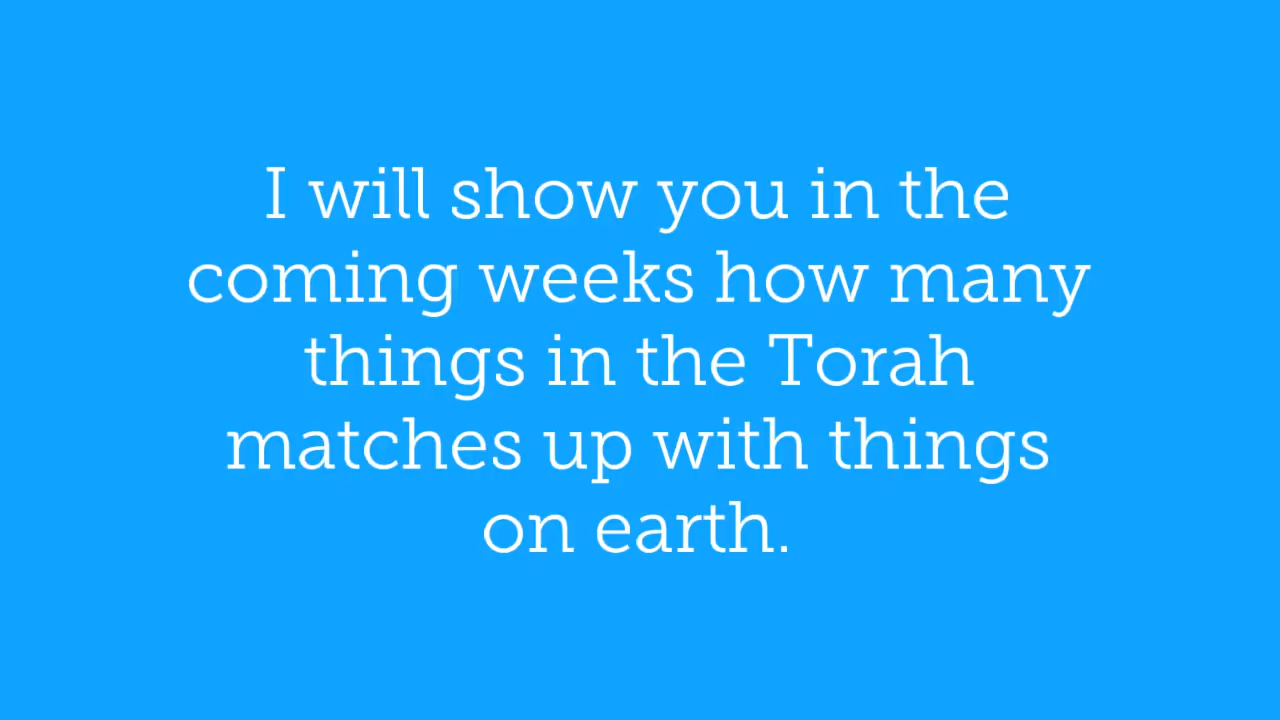 I will show you in the
coming weeks how many
things in the Torah
matches up with things
on earth.